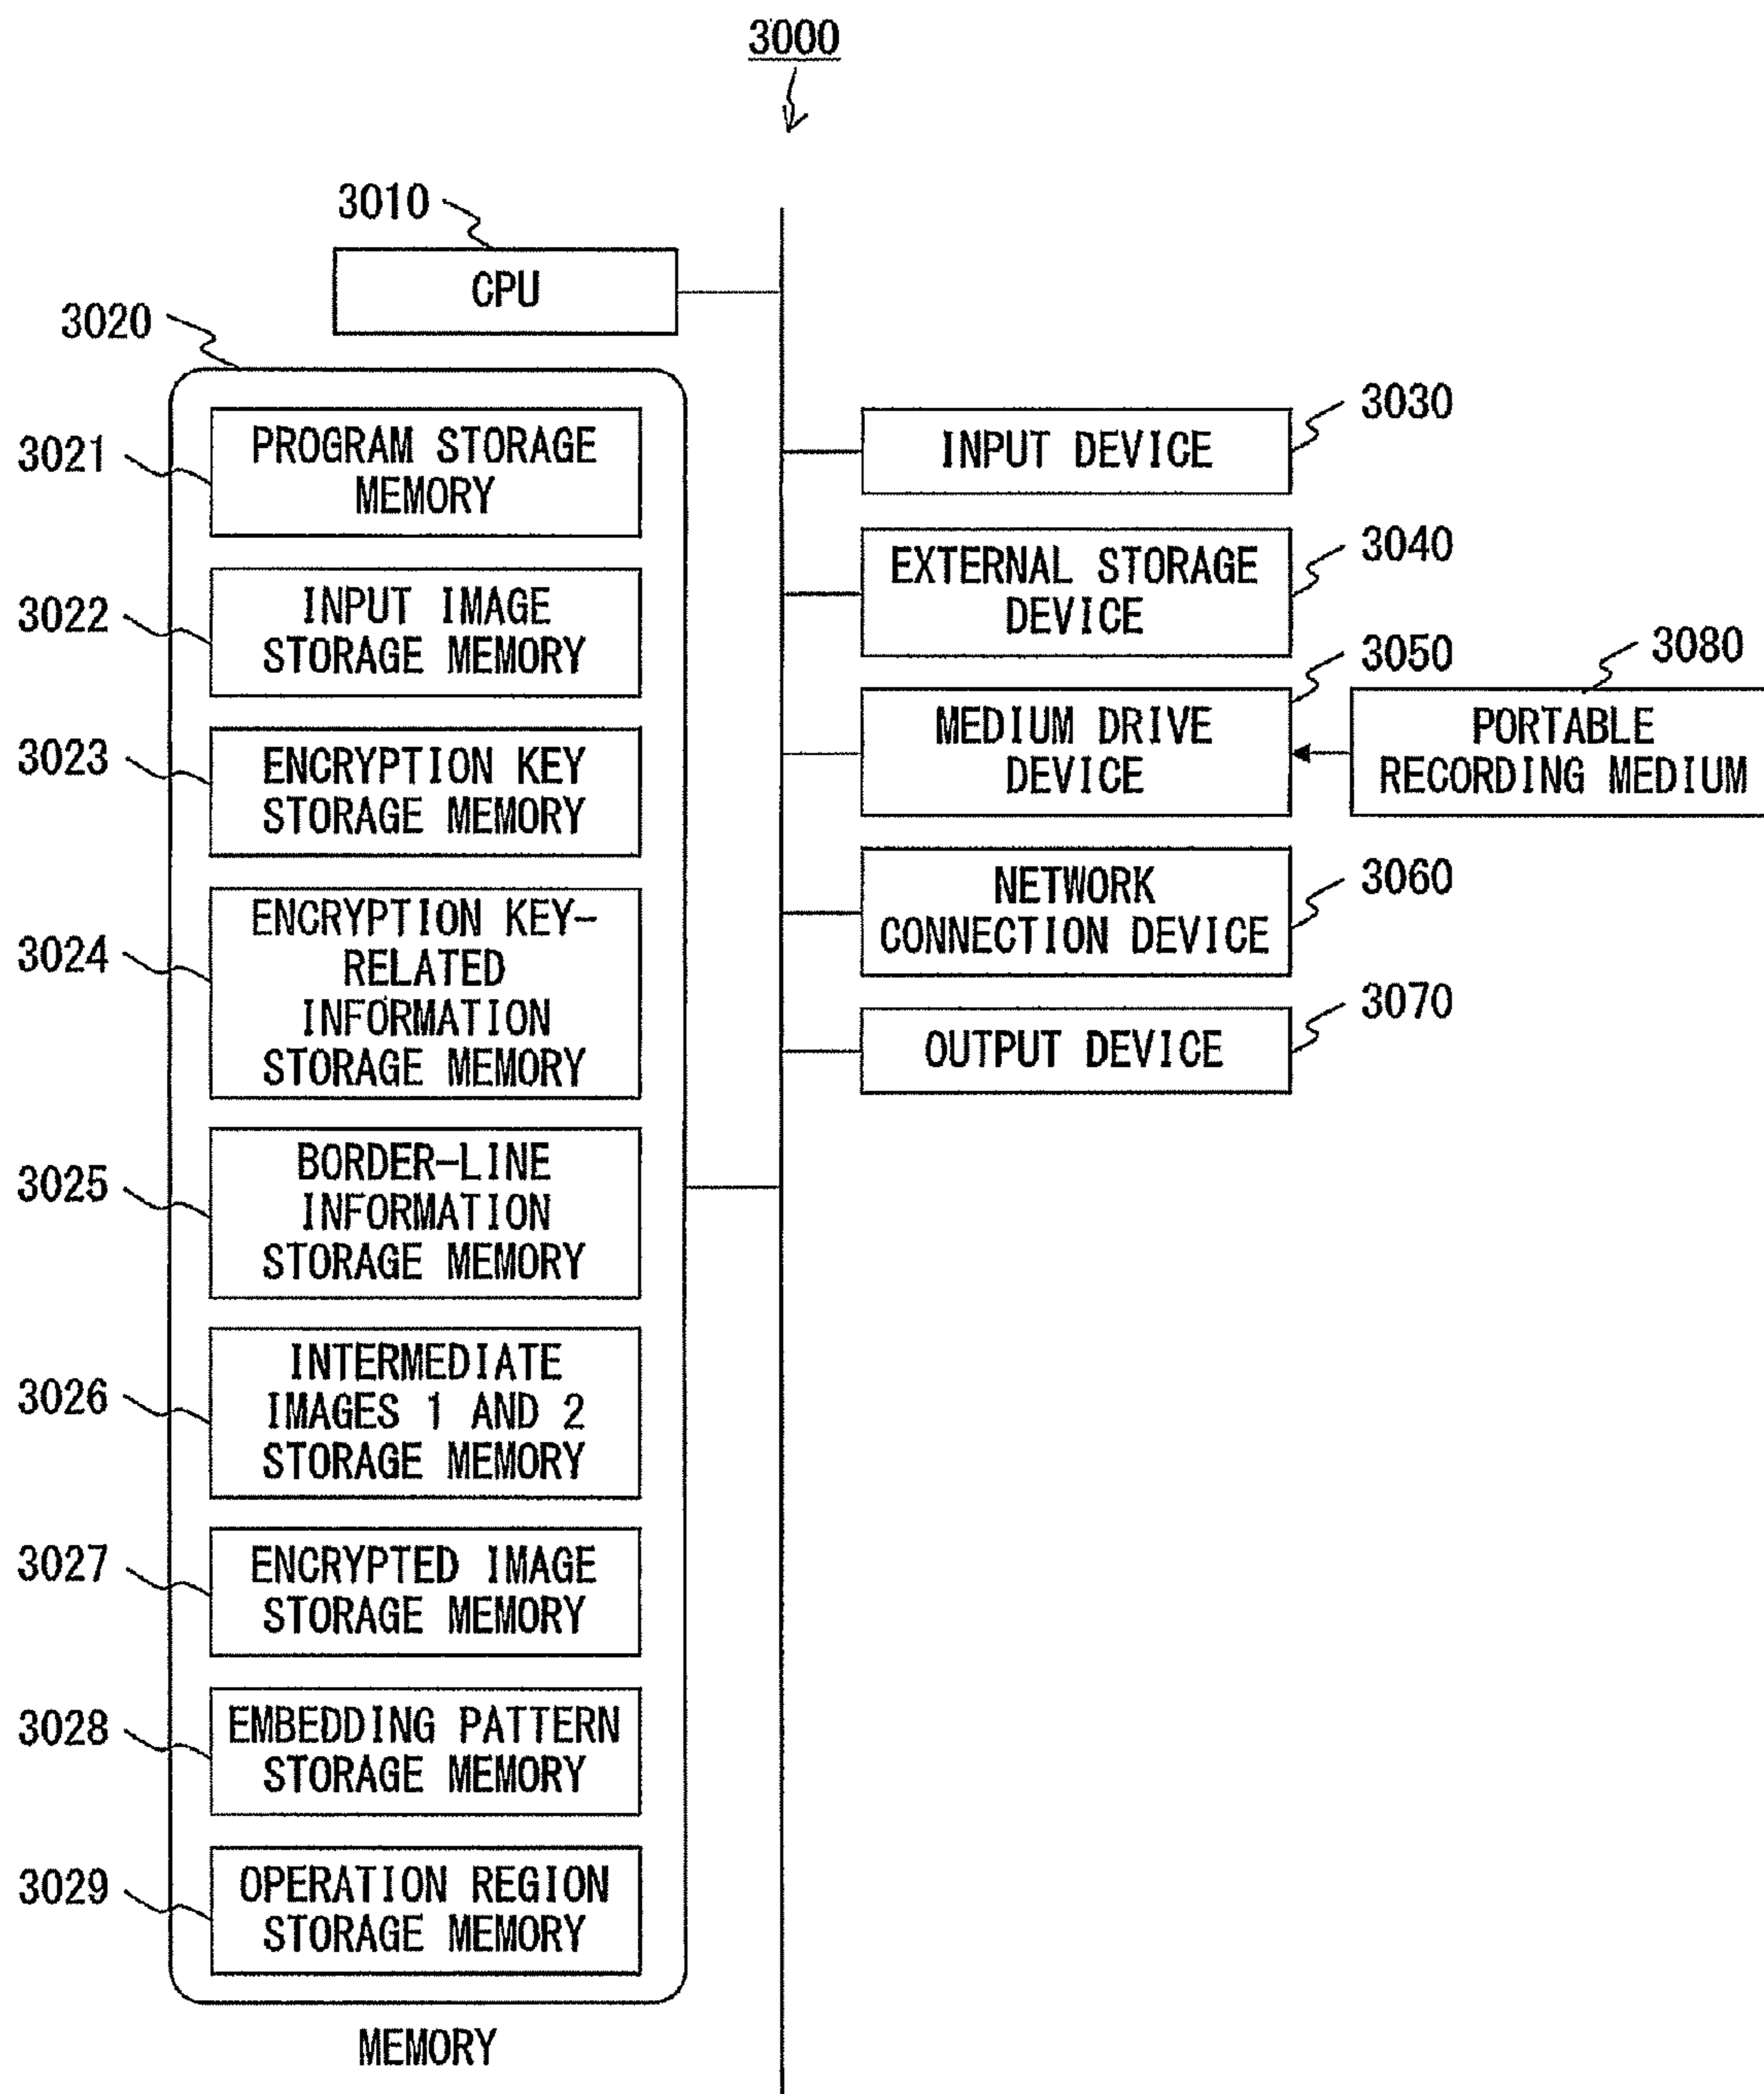 3000
3010
CPU
3020
3021
PROGRAM STORAGE
MEMORY
3022
INPUT IMAGE
STORAGE MEMORY
3023
ENCRYPTION KEY
STORAGE MEMORY
3024
ENCRYPTION KEY-
RELATED
INFORMATION
STORAGE MEMORY
3025
BORDER-LINE
INFORMATION
STORAGE MEMORY
3026
INTERMEDIATE
IMAGES 1 AND 2
STORAGE MEMORY
3027
ENCRYPTED IMAGE
STORAGE MEMORY
3028
EMBEDDING PATTERN
STORAGE MEMORY
3029
OPERATION REGION
STORAGE MEMORY
MEMORY
3030
INPUT DEVICE
3040
EXTERNAL STORAGE
DEVICE
3050
MEDIUM DRIVE
DEVICE
3080
PORTABLE
RECORDING MEDIUM
3060
NETWORK
CONNECTION DEVICE
3070
OUTPUT DEVICE